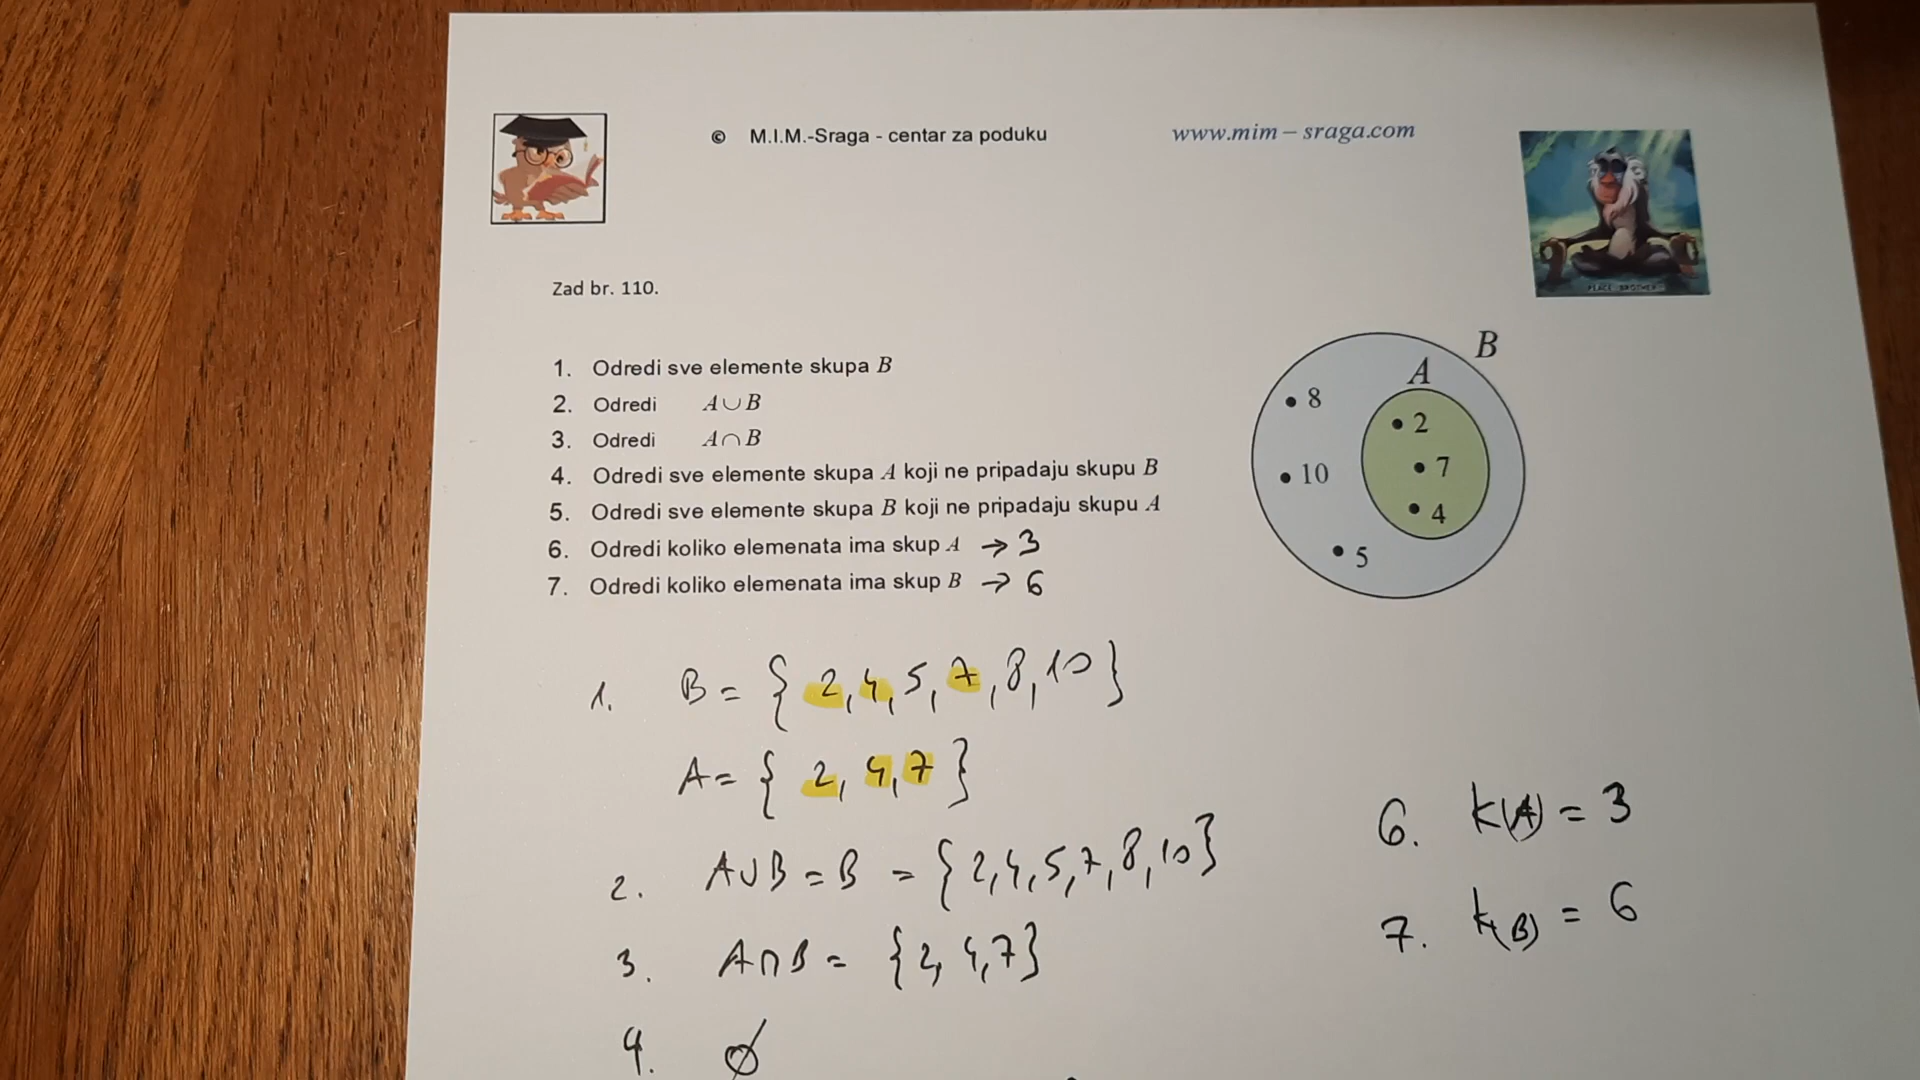 © M.I.M.-Sraga - centar za poduku
www.mim – sraga.com
PEACE BROTHER
Zad br. 110.
1. Odredi sve elemente skupa B
2. Odredi A∪B
3. Odredi A∩B
4. Odredi sve elemente skupa A koji ne pripadaju skupu B
5. Odredi sve elemente skupa B koji ne pripadaju skupu A
6. Odredi koliko elemenata ima skup A → 3
7. Odredi koliko elemenata ima skup B → 6
B
A
• 8
• 2
• 7
• 10
• 4
• 5
1. B = { 2, 4, 5, 7, 8, 10 }
A = { 2, 4, 7 }
2. A∪B = B = { 2, 4, 5, 7, 8, 10 }
3. A∩B = { 2, 4, 7 }
4. ∅
6. k(A) = 3
7. k(B) = 6